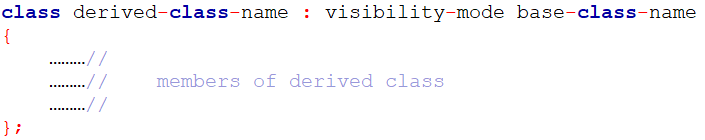 class derived-class-name : visibility-mode base-class-name
{
………//
………// members of derived class
………//
};